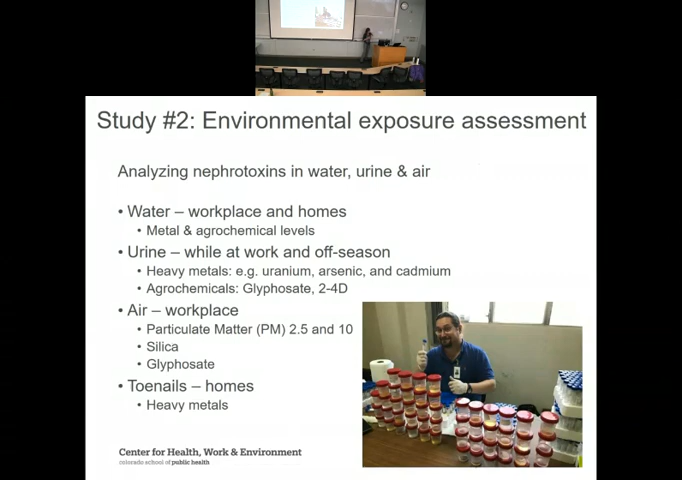 Study #2: Environmental exposure assessment
Analyzing nephrotoxins in water, urine & air
• Water – workplace and homes
• Metal & agrochemical levels
• Urine – while at work and off-season
• Heavy metals: e.g. uranium, arsenic, and cadmium
• Agrochemicals: Glyphosate, 2-4D
• Air – workplace
• Particulate Matter (PM) 2.5 and 10
• Silica
• Glyphosate
• Toenails – homes
• Heavy metals
Center for Health, Work & Environment
colorado school of public health